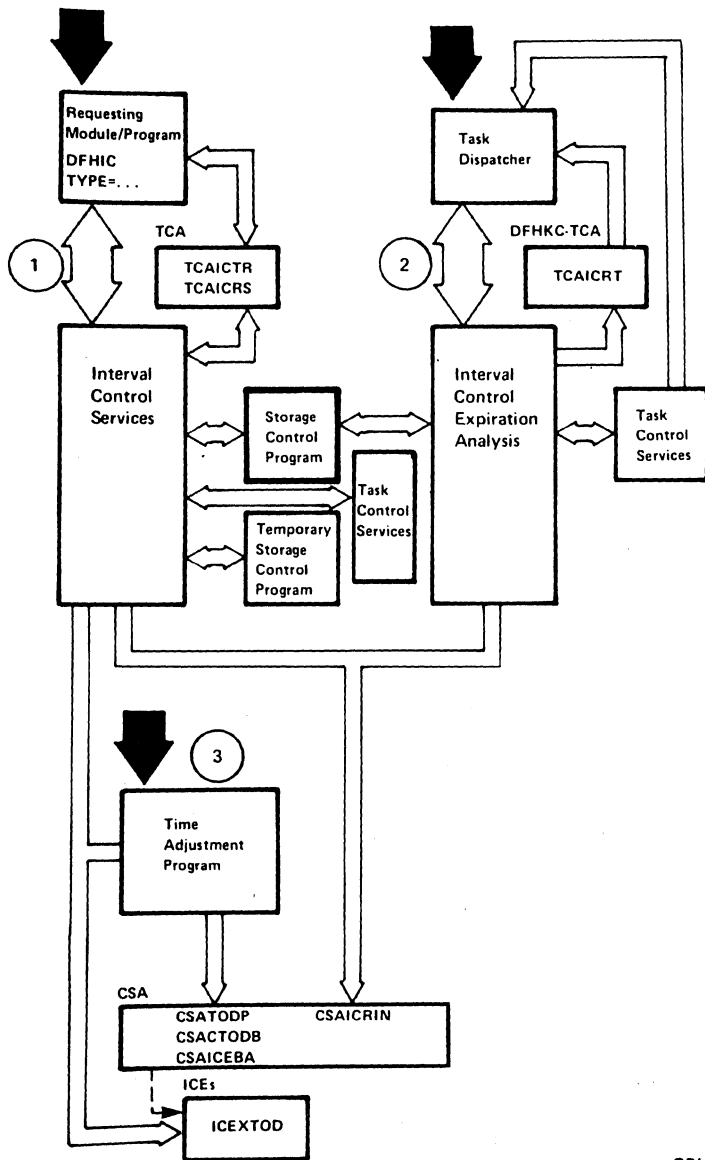 Requesting
Module/Program
DFHIC
TYPE=...
Task
Dispatcher
TCA
DFHKC-TCA
1
TCAICTR
TCAICRS
2
TCAICRT
Interval
Control
Services
Storage
Control
Program
Interval
Control
Expiration
Analysis
Task
Control
Services
Task
Control
Services
Temporary
Storage
Control
Program
3
Time
Adjustment
Program
CSA
CSATODP
CSACTODB
CSAICEBA
CSAICRIN
ICEs
ICEXTOD